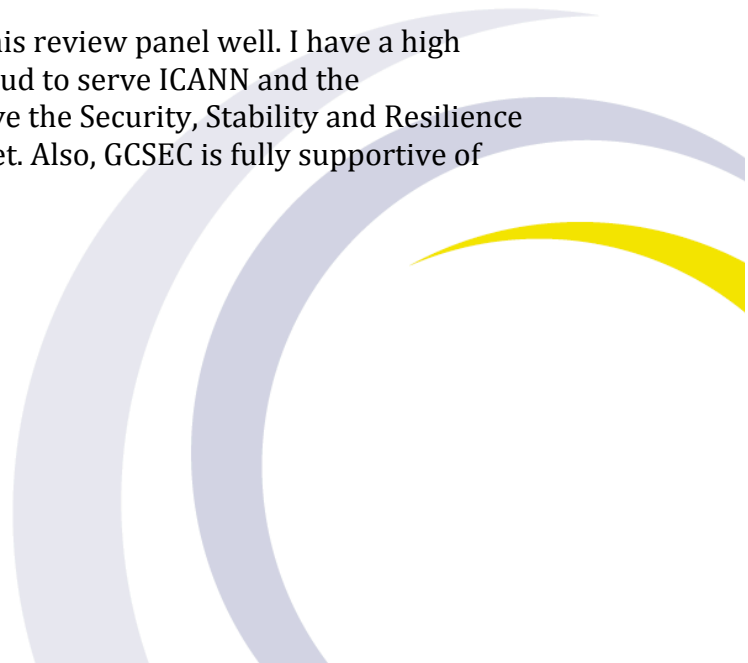 his review panel well. I have a high
ud to serve ICANN and the
ve the Security, Stability and Resilience
et. Also, GCSEC is fully supportive of